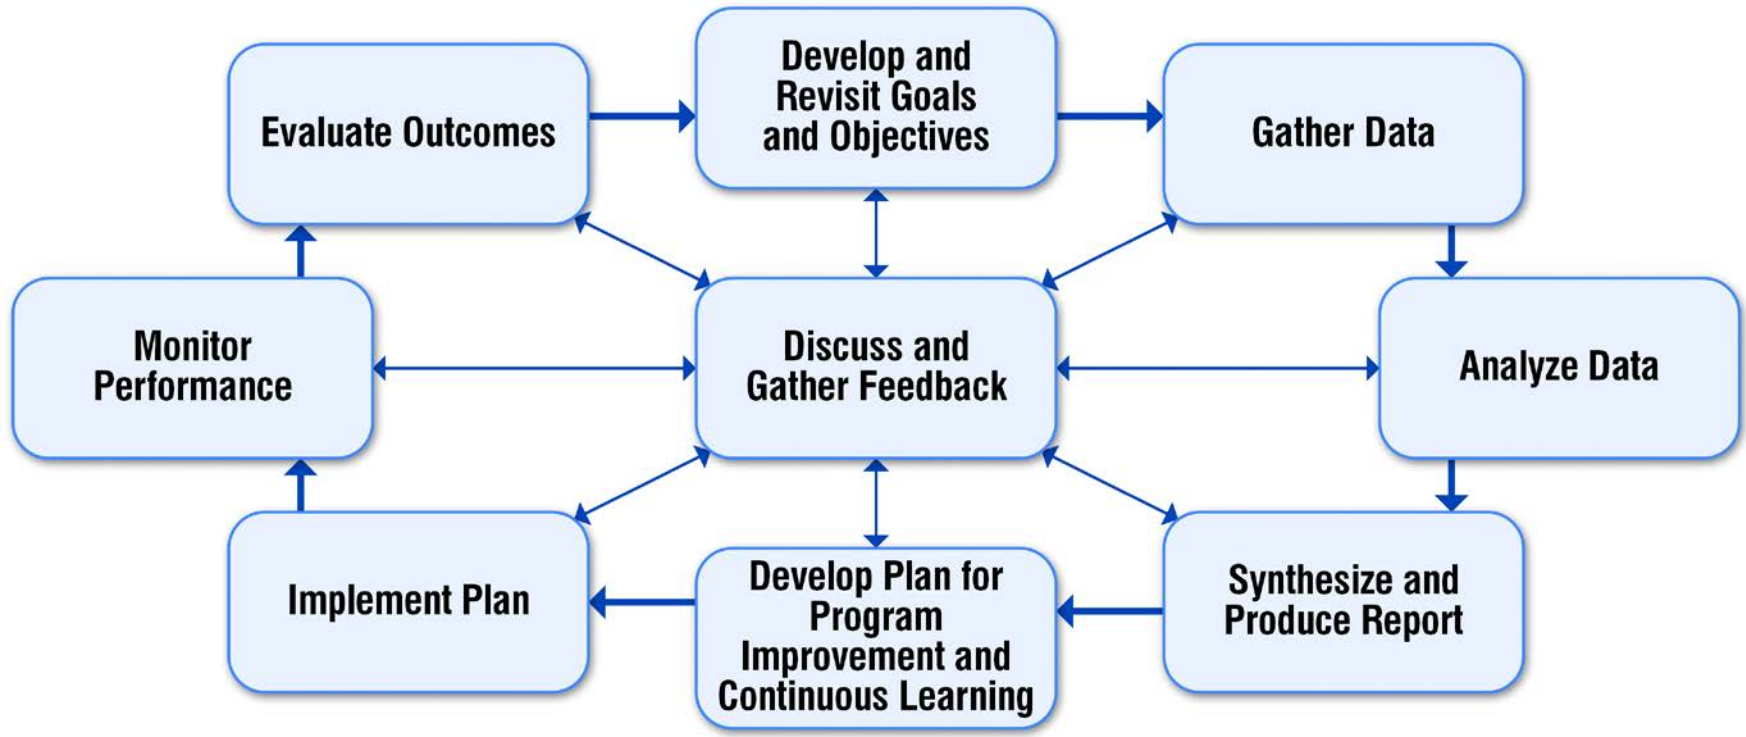 Develop and
Revisit Goals
and Objectives
Evaluate Outcomes
Gather Data
Monitor
Performance
Discuss and
Gather Feedback
Analyze Data
Implement Plan
Develop Plan for
Program
Improvement and
Continuous Learning
Synthesize and
Produce Report